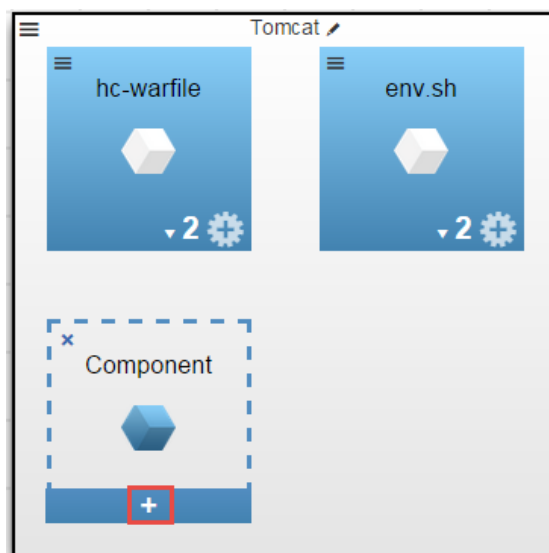 Tomcat
hc-warfile
env.sh
2
2
Component